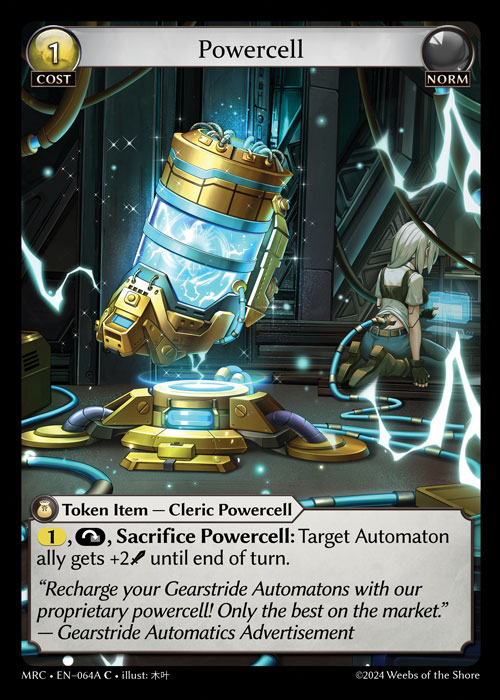 1
COST
Powercell
NORM
Token Item — Cleric Powercell
1, , Sacrifice Powercell: Target Automaton
ally gets +2 until end of turn.
“Recharge your Gearstride Automatons with our
proprietary powercell! Only the best on the market.”
— Gearstride Automatics Advertisement
MRC • EN–064A C • illust: 木叶
©2024 Weebs of the Shore